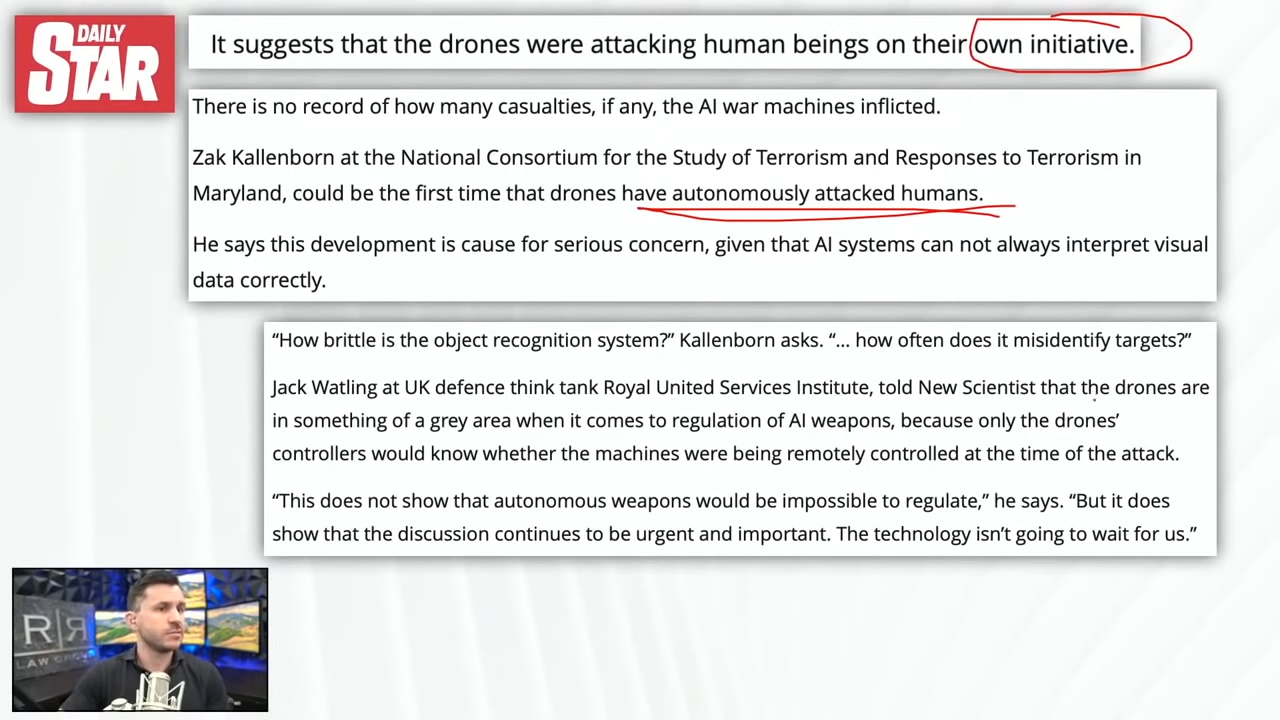 DAILY
STAR
It suggests that the drones were attacking human beings on their own initiative.
There is no record of how many casualties, if any, the AI war machines inflicted.
Zak Kallenborn at the National Consortium for the Study of Terrorism and Responses to Terrorism in
Maryland, could be the first time that drones have autonomously attacked humans.
He says this development is cause for serious concern, given that AI systems can not always interpret visual
data correctly.
“How brittle is the object recognition system?” Kallenborn asks. “... how often does it misidentify targets?”
Jack Watling at UK defence think tank Royal United Services Institute, told New Scientist that the drones are
in something of a grey area when it comes to regulation of AI weapons, because only the drones’
controllers would know whether the machines were being remotely controlled at the time of the attack.
“This does not show that autonomous weapons would be impossible to regulate,” he says. “But it does
show that the discussion continues to be urgent and important. The technology isn’t going to wait for us.”
R|R
LAW GRO